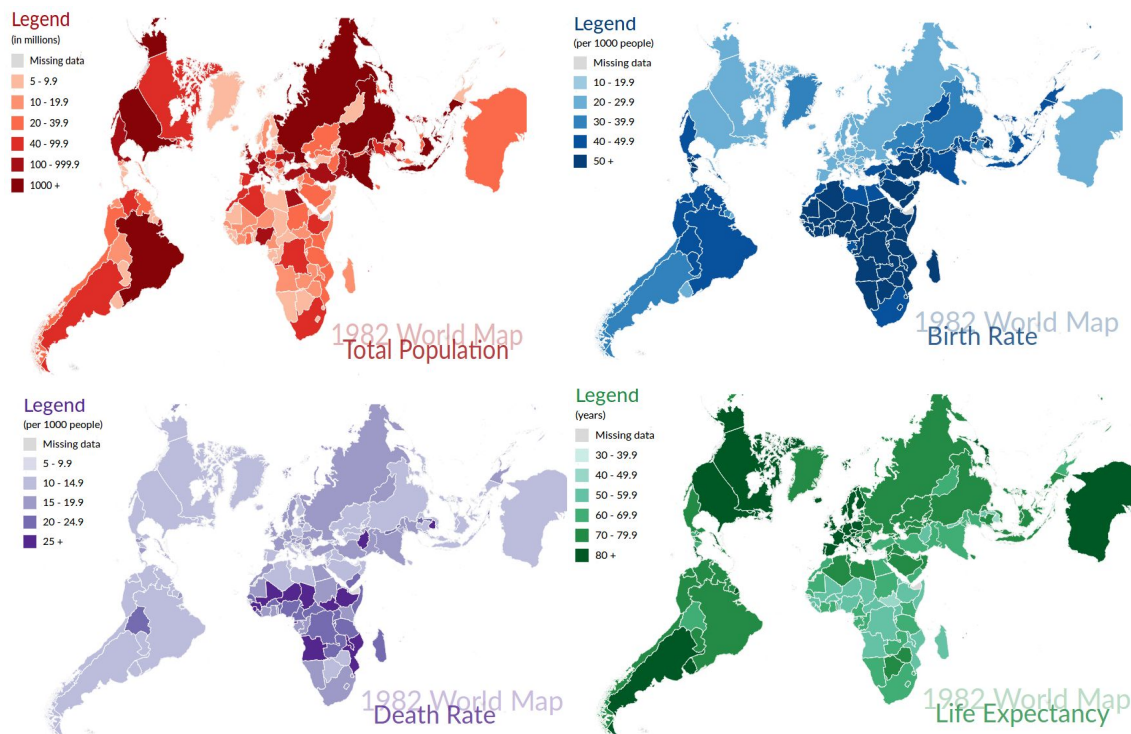 Legend
(in millions)
Missing data
5 - 9.9
10 - 19.9
20 - 39.9
40 - 99.9
100 - 999.9
1000 +
1982 World Map
Total Population
Legend
(per 1000 people)
Missing data
10 - 19.9
20 - 29.9
30 - 39.9
40 - 49.9
50 +
1982 World Map
Birth Rate
Legend
(per 1000 people)
Missing data
5 - 9.9
10 - 14.9
15 - 19.9
20 - 24.9
25 +
1982 World Map
Death Rate
Legend
(years)
Missing data
30 - 39.9
40 - 49.9
50 - 59.9
60 - 69.9
70 - 79.9
80 +
1982 World Map
Life Expectancy